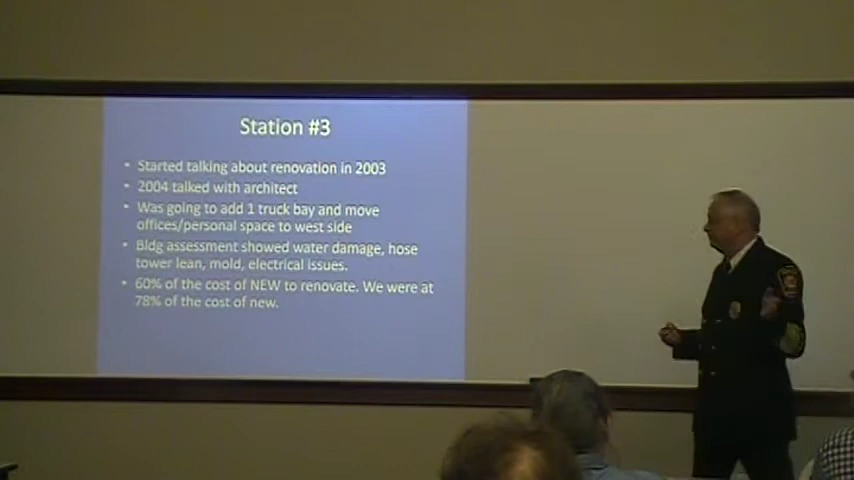 Station #3
• Started talking about renovation in 2003
• 2004 talked with architect
• Was going to add 1 truck bay and move
offices/personal space to west side
• Bldg assessment showed water damage, hose
tower lean, mold, electrical issues.
• 60% of the cost of NEW to renovate. We were at
78% of the cost of new.